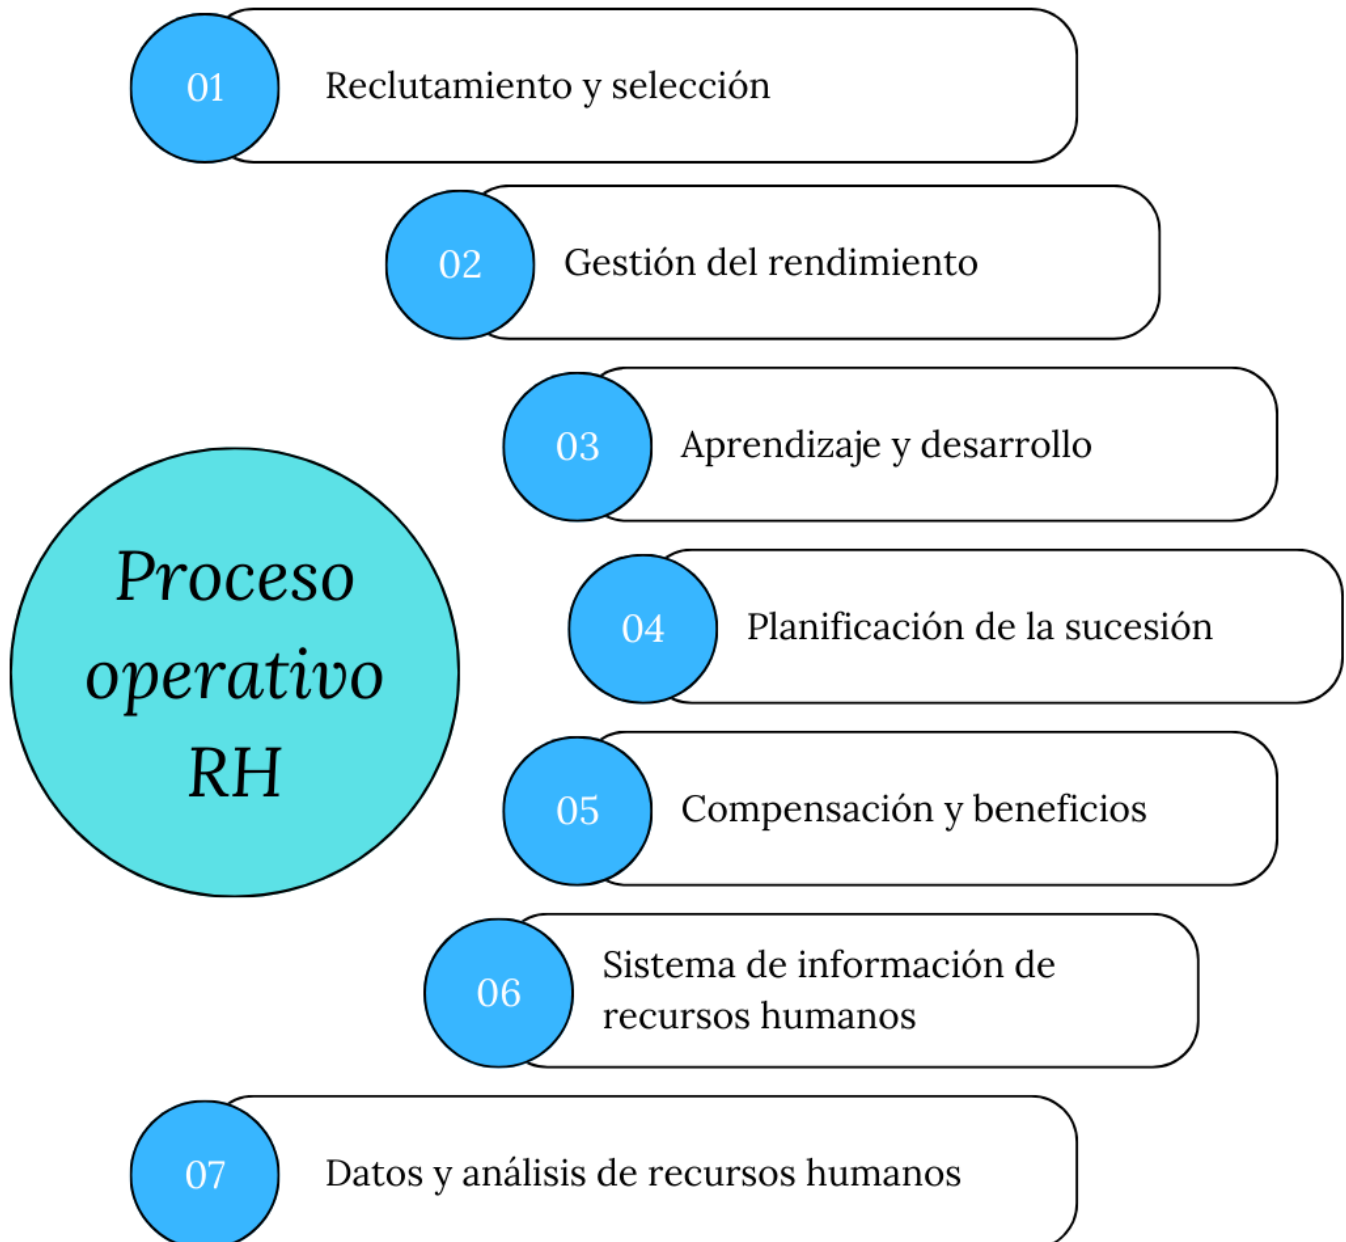 01
Reclutamiento y selección
02
Gestión del rendimiento
03
Aprendizaje y desarrollo
Proceso
operativo
RH
04
Planificación de la sucesión
05
Compensación y beneficios
06
Sistema de información de
recursos humanos
07
Datos y análisis de recursos humanos